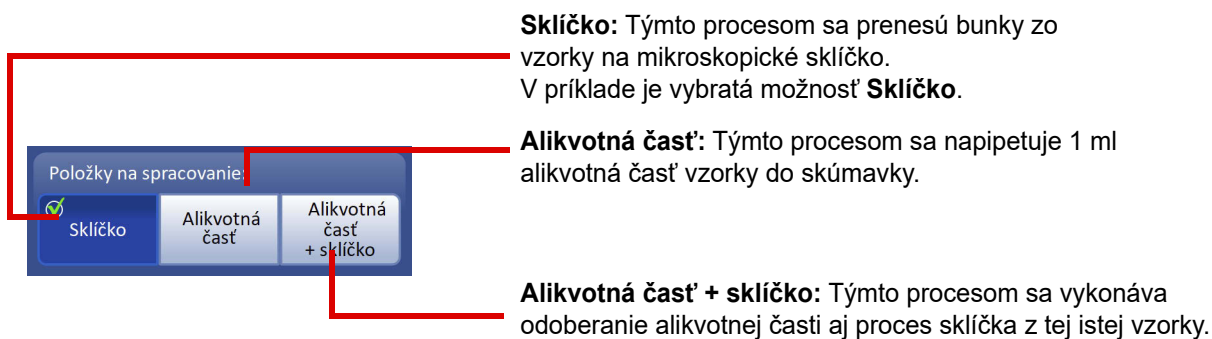 Sklíčko: Týmto procesom sa prenesú bunky zo
vzorky na mikroskopické sklíčko.
V príklade je vybratá možnosť Sklíčko.
Alikvotná časť: Týmto procesom sa napipetuje 1 ml
alikvotná časť vzorky do skúmavky.
Položky na spracovanie:
Sklíčko
Alikvotná
časť
Alikvotná
časť
+ sklíčko
Alikvotná časť + sklíčko: Týmto procesom sa vykonáva
odoberanie alikvotnej časti aj proces sklíčka z tej istej vzorky.